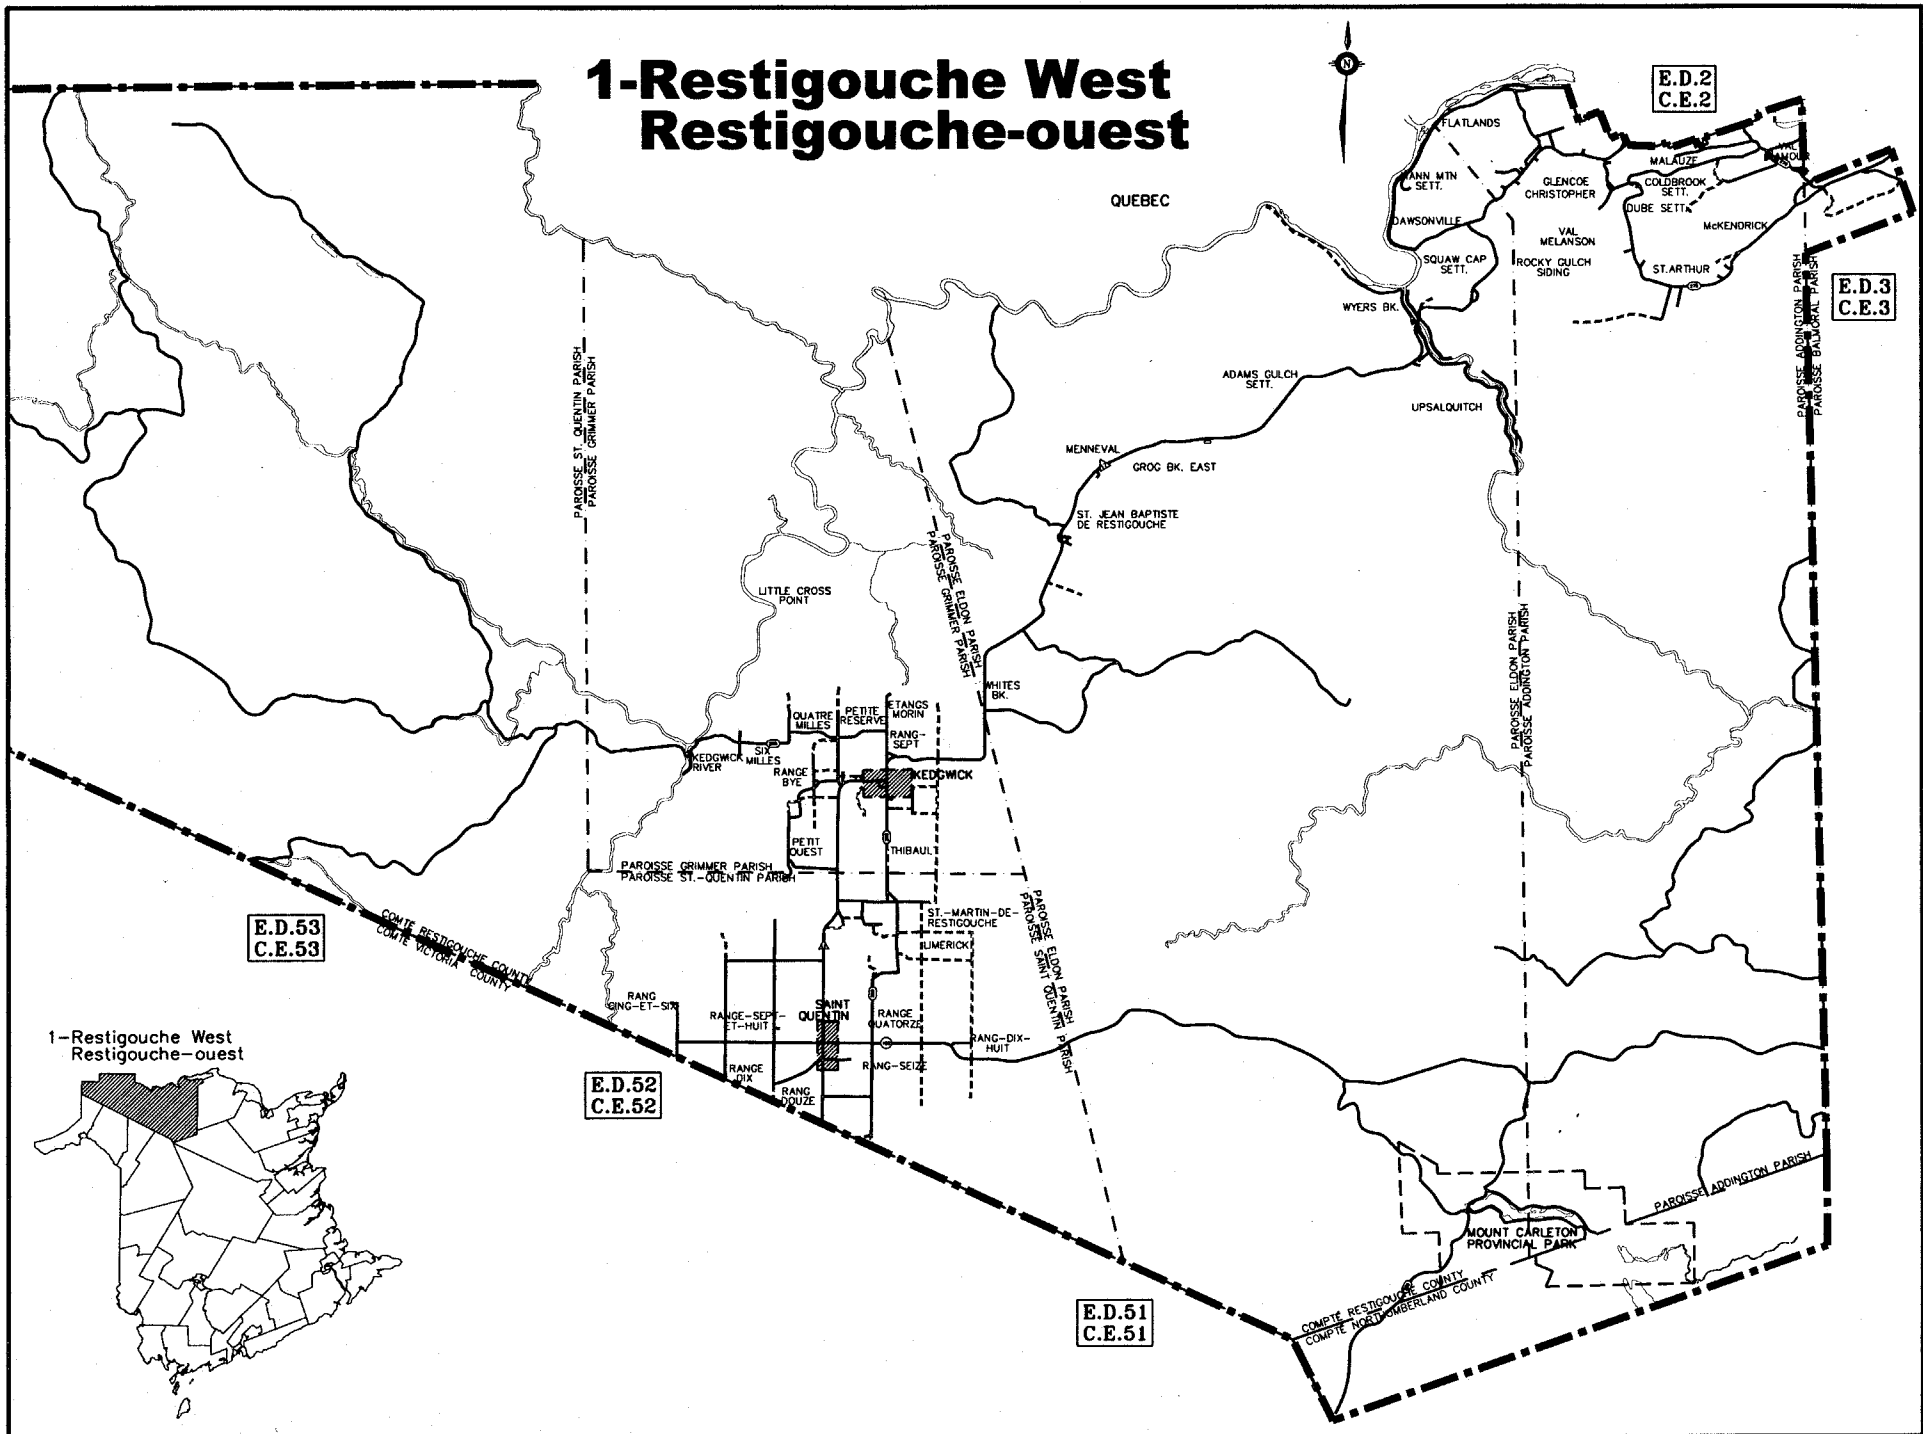 1-Restigouche West
Restigouche-ouest
E.D.2
C.E.2
FLATLANDS
MALAUZE
VAL
MANN MTN
SETT.
GLENCOE
CHRISTOPHER
COLDBROOK
SETT.
QUEBEC
DUBE SETT.
DAWSONVILLE
McKENDRICK
VAL
MELANSON
SQUAW CAP
SETT.
ROCKY GULCH
SIDING
ST.ARTHUR
E.D.3
C.E.3
PAROISSE ADDINGTON PARISH
PAROISSE BALMORAL PARISH
WYERS BK.
PAROISSE ST. QUENTIN PARISH
PAROISSE GRIMMER PARISH
ADAMS GULCH
SETT.
UPSALQUITCH
MENNEVAL
GROG BK. EAST
ST. JEAN BAPTISTE
DE RESTIGOUCHE
PAROISSE ELDON PARISH
PAROISSE GRIMMER PARISH
LITTLE CROSS
POINT
PAROISSE ELDON PARISH
PAROISSE ADDINGTON PARISH
WHITES
BK.
QUATRE
MILLES
PETITE
RESERVE
ETANGS
MORIN
RANG-
SEPT
KEDGWICK
RIVER
SIX
MILLES
RANGE
BYE
KEDGWICK
PETIT
OUEST
THIBAULT
PAROISSE GRIMMER PARISH
PAROISSE ST.-QUENTIN PARISH
E.D.53
C.E.53
COMTÉ RESTIGOUCHE COUNTY
COMTÉ VICTORIA COUNTY
ST.-MARTIN-DE-
RESTIGOUCHE
LIMERICK
PAROISSE ELDON PARISH
PAROISSE SAINT QUENTIN PARISH
RANG
CINQ-ET-SIX
RANGE-SEPT-
ET-HUIT
SAINT
QUENTIN
RANGE
QUATORZE
RANG-DIX-
HUIT
RANGE
DIX
RANG-SEIZE
RANG
DOUZE
E.D.52
C.E.52
1-Restigouche West
Restigouche-ouest
PAROISSE ADDINGTON PARISH
MOUNT CARLETON
PROVINCIAL PARK
COMPTÉ RESTIGOUCHE COUNTY
COMPTÉ NORTHUMBERLAND COUNTY
E.D.51
C.E.51
N